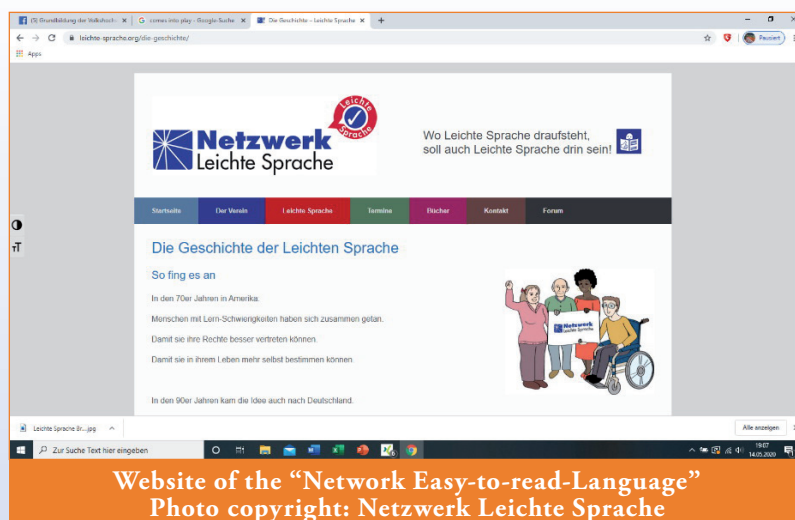 (5) Grundbildung der Volkshoch
comes into play - Google-Suche
Die Geschichte – Leichte Sprache
leichte-sprache.org/die-geschichte/
Pausiert
Apps
Leichte
Sprache
Netzwerk
Leichte Sprache
Wo Leichte Sprache draufsteht,
soll auch Leichte Sprache drin sein!
Startseite Der Verein Leichte Sprache Termine Bücher Kontakt Forum
Die Geschichte der Leichten Sprache
So fing es an
In den 70er Jahren in Amerika:
Menschen mit Lern-Schwierigkeiten haben sich zusammen getan.
Damit sie ihre Rechte besser vertreten können.
Damit sie in ihrem Leben mehr selbst bestimmen können.
Netzwerk
Leichte Sprache
In den 90er Jahren kam die Idee auch nach Deutschland.
Leichte Sprache Br...jpg
Alle anzeigen
Zur Suche Text hier eingeben
19:07
14.05.2020
Website of the “Network Easy-to-read-Language”
Photo copyright: Netzwerk Leichte Sprache